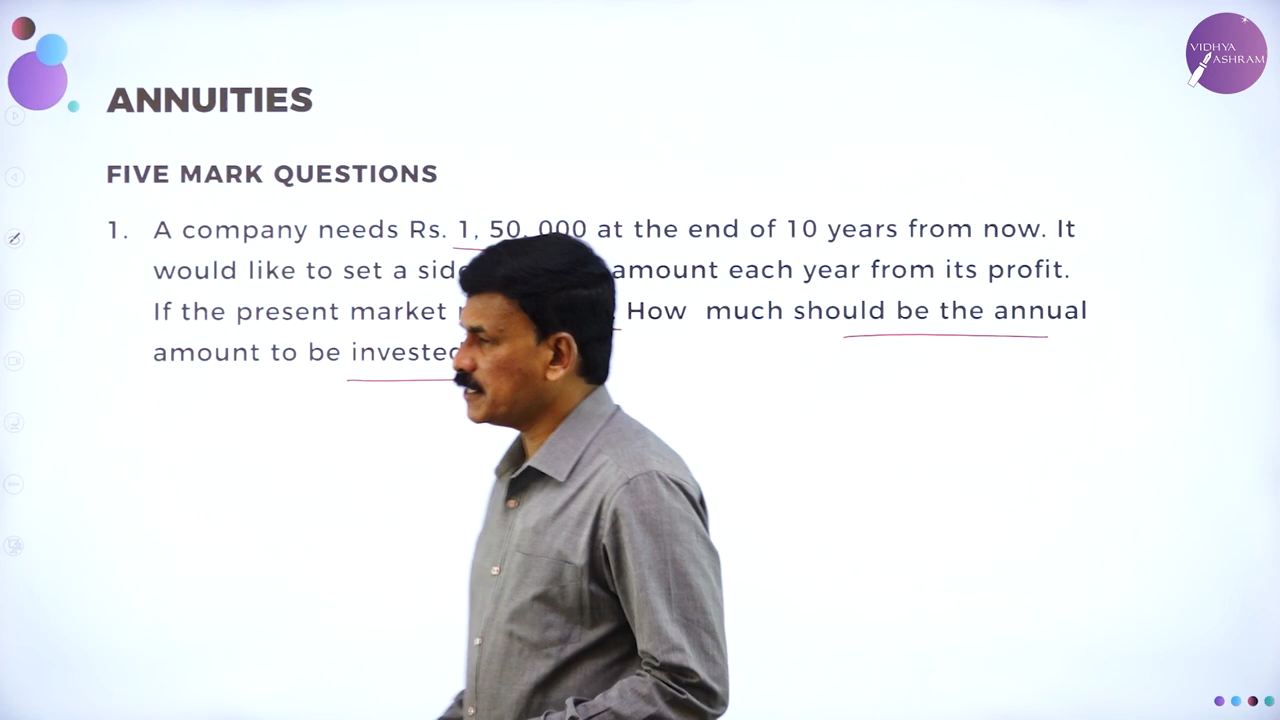 VIDHYA
ASHRAM
ANNUITIES
FIVE MARK QUESTIONS
1. A company needs Rs. 1, 50, 000 at the end of 10 years from now. It
would like to set a amount each year from its profit.
If the present market How much should be the annual
amount to be